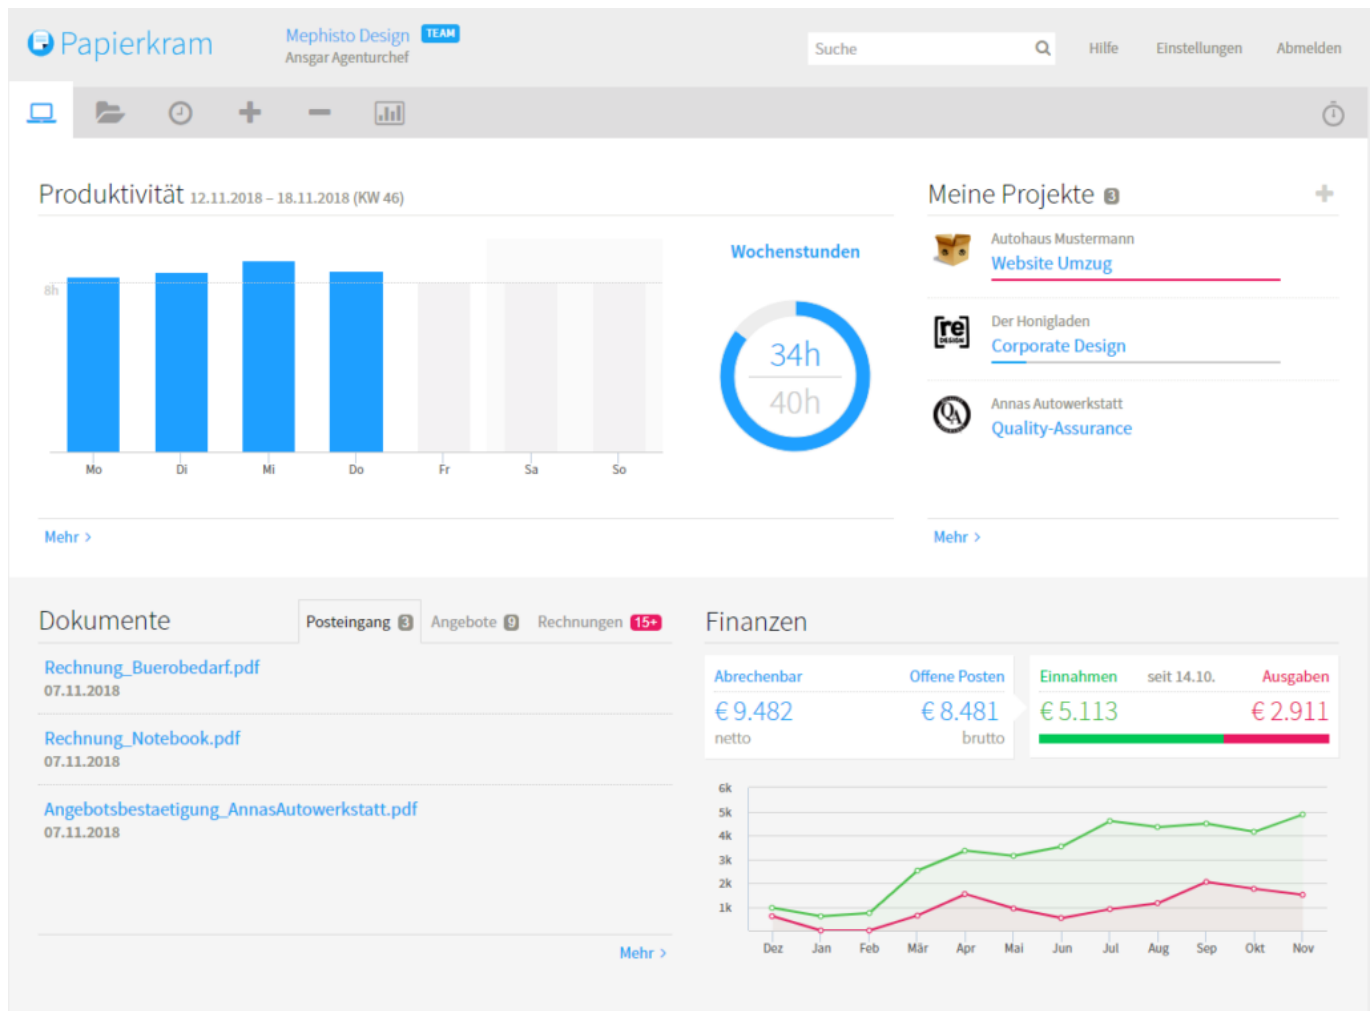 Papierkram
Mephisto Design TEAM
Ansgar Agenturchef
Suche
Hilfe
Einstellungen
Abmelden
Produktivität 12.11.2018 – 18.11.2018 (KW 46)
8h
Mo Di Mi Do Fr Sa So
Wochenstunden
34h
40h
Mehr >
Meine Projekte 3
Autohaus Mustermann
Website Umzug
[re]
DESIGN
Der Honigladen
Corporate Design
QA
Annas Autowerkstatt
Quality-Assurance
Mehr >
Dokumente
Posteingang 3
Angebote 9
Rechnungen 15+
Rechnung_Buerobedarf.pdf
07.11.2018
Rechnung_Notebook.pdf
07.11.2018
Angebotsbestaetigung_AnnasAutowerkstatt.pdf
07.11.2018
Mehr >
Finanzen
Abrechenbar
€ 9.482
netto
Offene Posten
€ 8.481
brutto
Einnahmen seit 14.10. Ausgaben
€ 5.113 € 2.911
6k
5k
4k
3k
2k
1k
Dez Jan Feb Mär Apr Mai Jun Jul Aug Sep Okt Nov